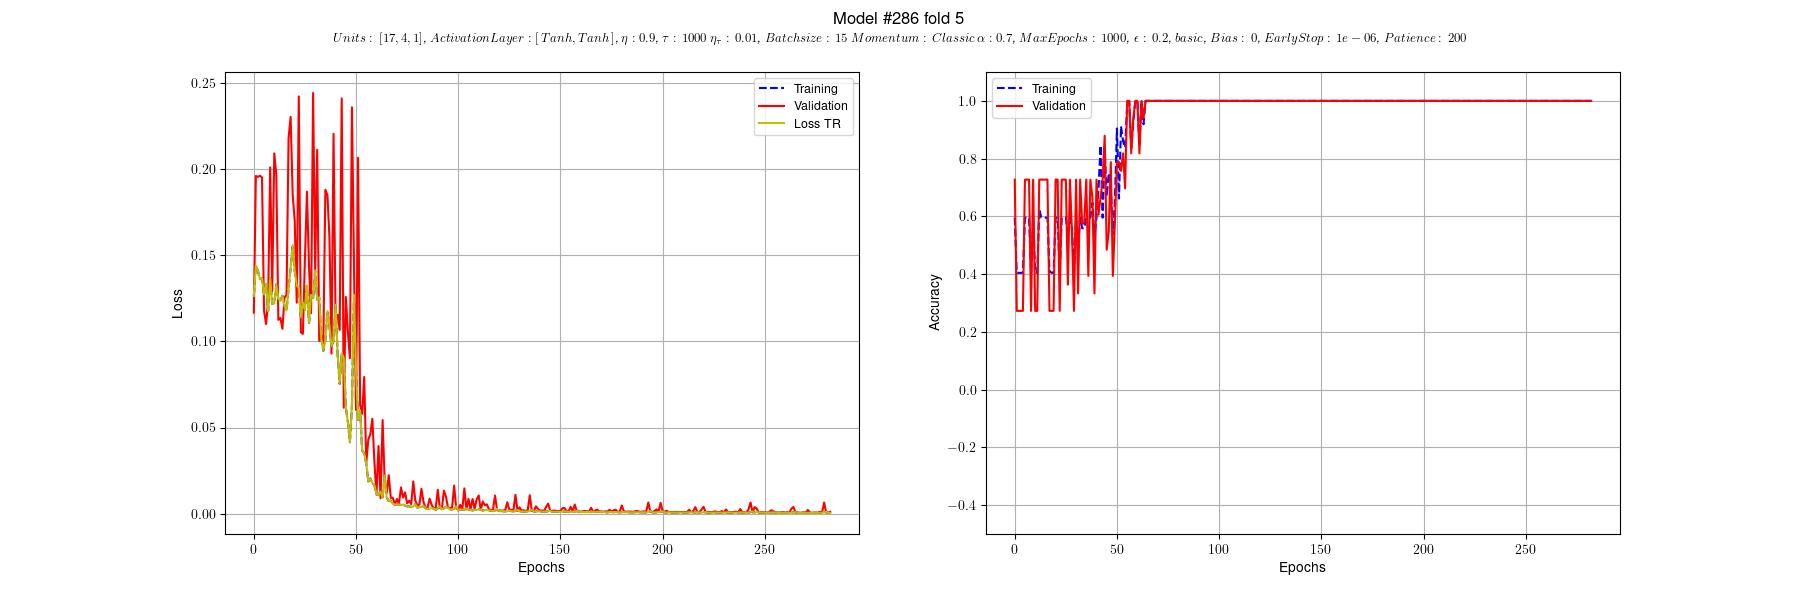 Model #286 fold 5
Units : [17, 4, 1], ActivationLayer : [Tanh, Tanh], η : 0.9, τ : 1000 η_τ : 0.01, Batchsize : 15 Momentum : Classic α : 0.7, MaxEpochs : 1000, ϵ : 0.2, basic, Bias : 0, EarlyStop : 1e − 06, Patience : 200
Training
Validation
Loss TR
0.25
0.20
0.15
0.10
0.05
0.00
Loss
0 50 100 150 200 250
Epochs
Training
Validation
1.0
0.8
0.6
0.4
0.2
0.0
−0.2
−0.4
Accuracy
0 50 100 150 200 250
Epochs